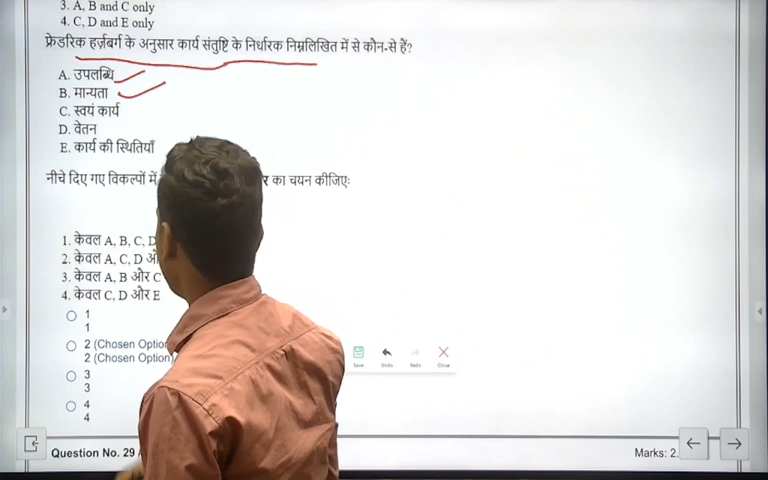 3. A, B and C only
4. C, D and E only
फ्रेडरिक हर्ज़बर्ग के अनुसार कार्य संतुष्टि के निर्धारक निम्नलिखित में से कौन-से हैं?
A. उपलब्धि
B. मान्यता
C. स्वयं कार्य
D. वेतन
E. कार्य की स्थितियाँ
नीचे दिए गए विकल्पों में का चयन कीजिए:
1. केवल A, B, C, D
2. केवल A, C, D
3. केवल A, B और C
4. केवल C, D और E
1
1
2 (Chosen Option
2 (Chosen Option)
3
3
4
4
Save Undo Redo Close
Question No. 29 Marks: 2.